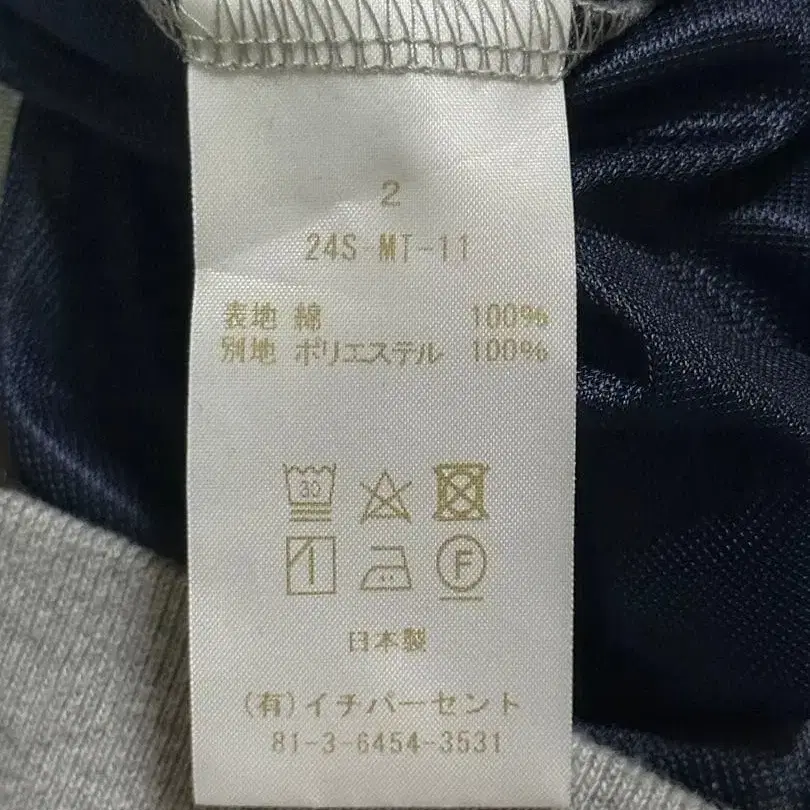 2
24S-MT-11
表地 綿 100%
別地 ポリエステル 100%
30
F
日本製
(有)イチパーセント
81-3-6454-3531